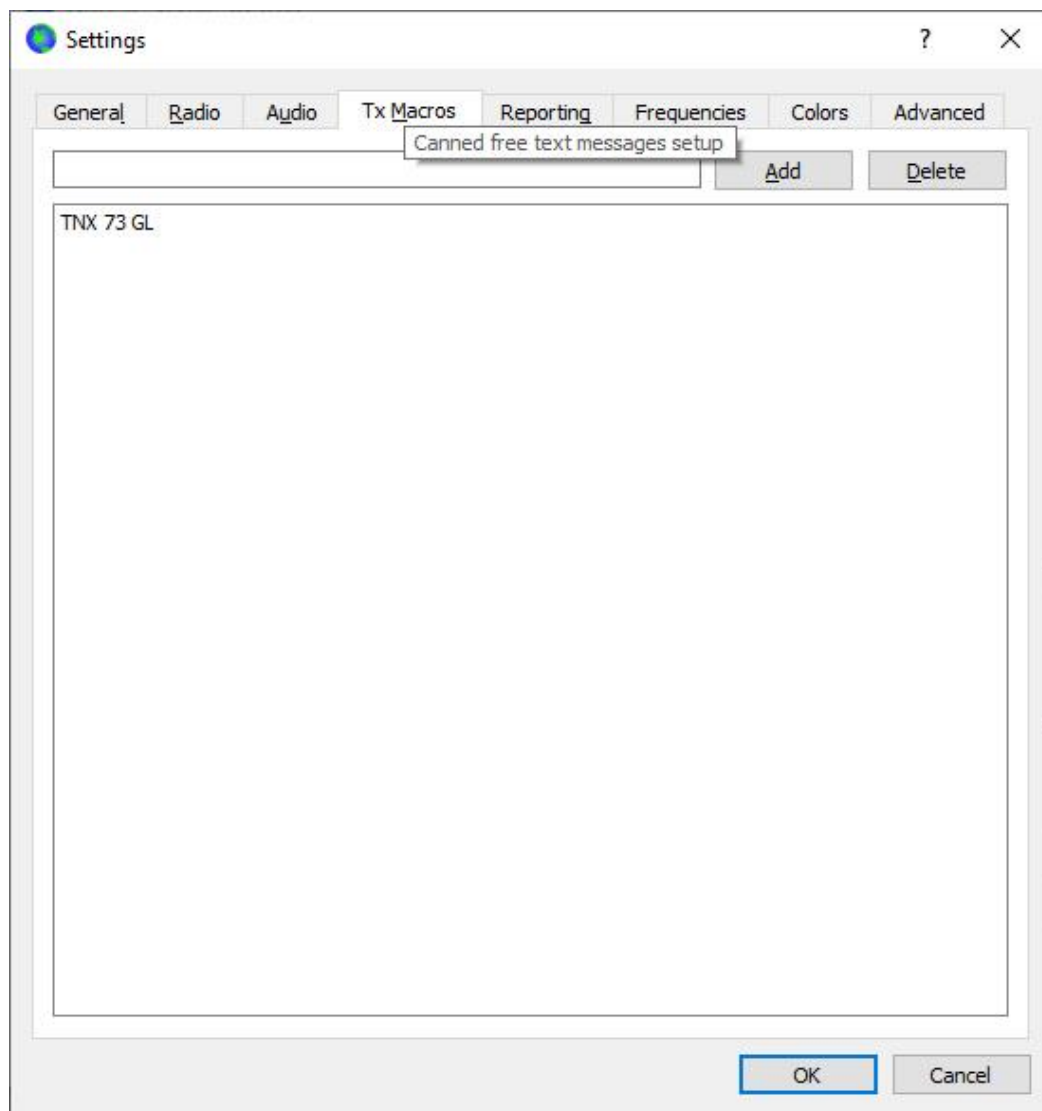 Settings
General Radio Audio Tx Macros Reporting Frequencies Colors Advanced
Canned free text messages setup
Add Delete
TNX 73 GL
OK Cancel